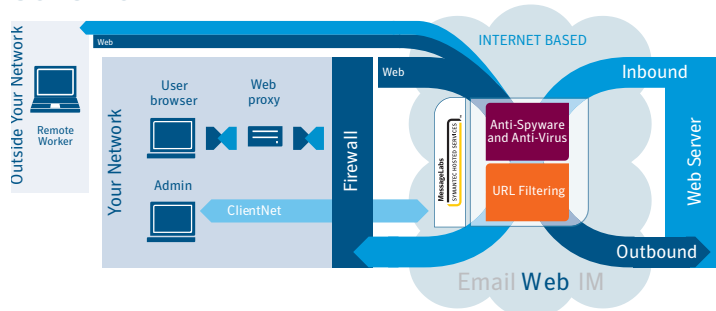 Outside Your Network
Remote
Worker
Web
Your Network
User
browser
Web
proxy
Admin
ClientNet
Firewall
Web
INTERNET BASED
MessageLabs
SYMANTEC HOSTED SERVICES
Anti-Spyware
and Anti-Virus
URL Filtering
Inbound
Web Server
Outbound
Email Web IM